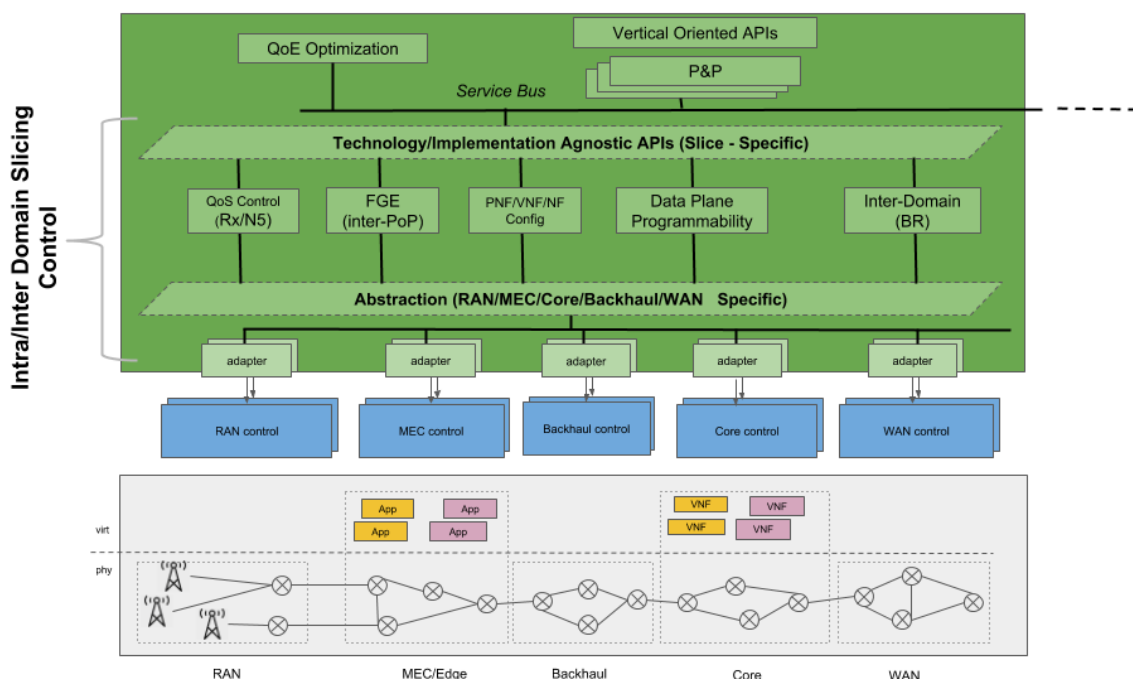 Vertical Oriented APIs
QoE Optimization
P&P
Service Bus
Intra/Inter Domain Slicing
Control
Technology/Implementation Agnostic APIs (Slice - Specific)
QoS Control
(Rx/N5)
FGE
(inter-PoP)
PNF/VNF/NF
Config
Data Plane
Programmability
Inter-Domain
(BR)
Abstraction (RAN/MEC/Core/Backhaul/WAN Specific)
adapter
adapter
adapter
adapter
adapter
RAN control
MEC control
Backhaul control
Core control
WAN control
App
App
App
App
VNF
VNF
VNF
VNF
virt
phy
RAN
MEC/Edge
Backhaul
Core
WAN